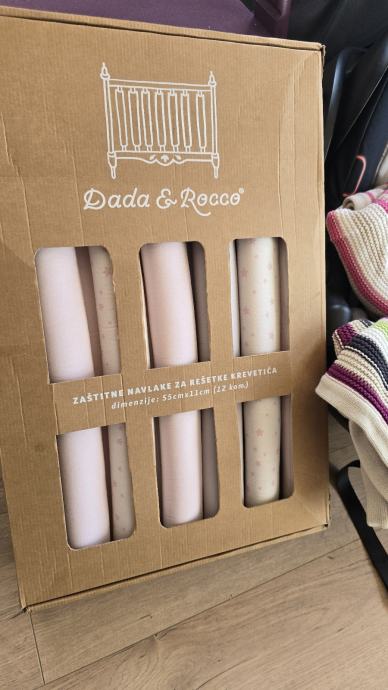 Dada & Rocco®
ZAŠTITNE NAVLAKE ZA REŠETKE KREVETIĆA
dimenzije: 55cmx11cm (12 kom.)